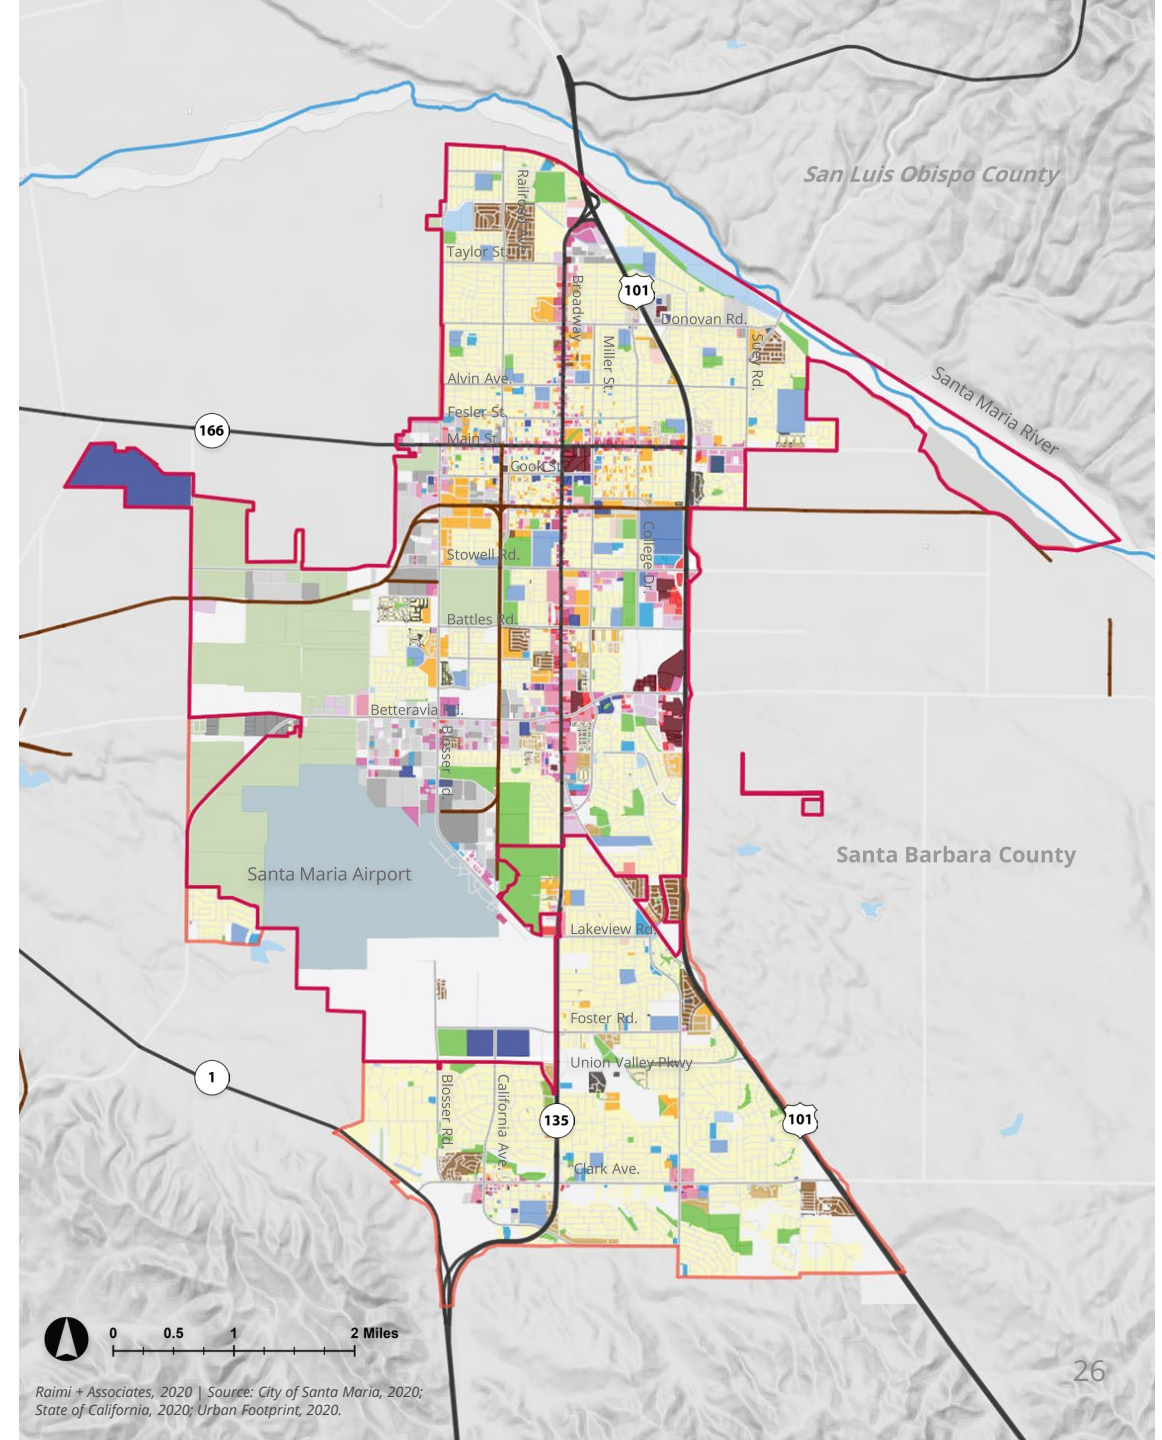 San Luis Obispo County
Railroad Ave.
Taylor St.
Broadway
101
Donovan Rd.
Miller St.
Suey Rd.
Alvin Ave.
Santa Maria River
Fesler St.
166
Main St.
Cook St.
Stowell Rd.
College Dr.
Battles Rd.
Betteravia Rd.
Blosser Rd.
Santa Barbara County
Santa Maria Airport
Lakeview Rd.
Foster Rd.
Union Valley Pkwy
1
Blosser Rd.
California Ave.
135
101
Clark Ave.
0 0.5 1 2 Miles
26
Raimi + Associates, 2020 | Source: City of Santa Maria, 2020;
State of California, 2020; Urban Footprint, 2020.